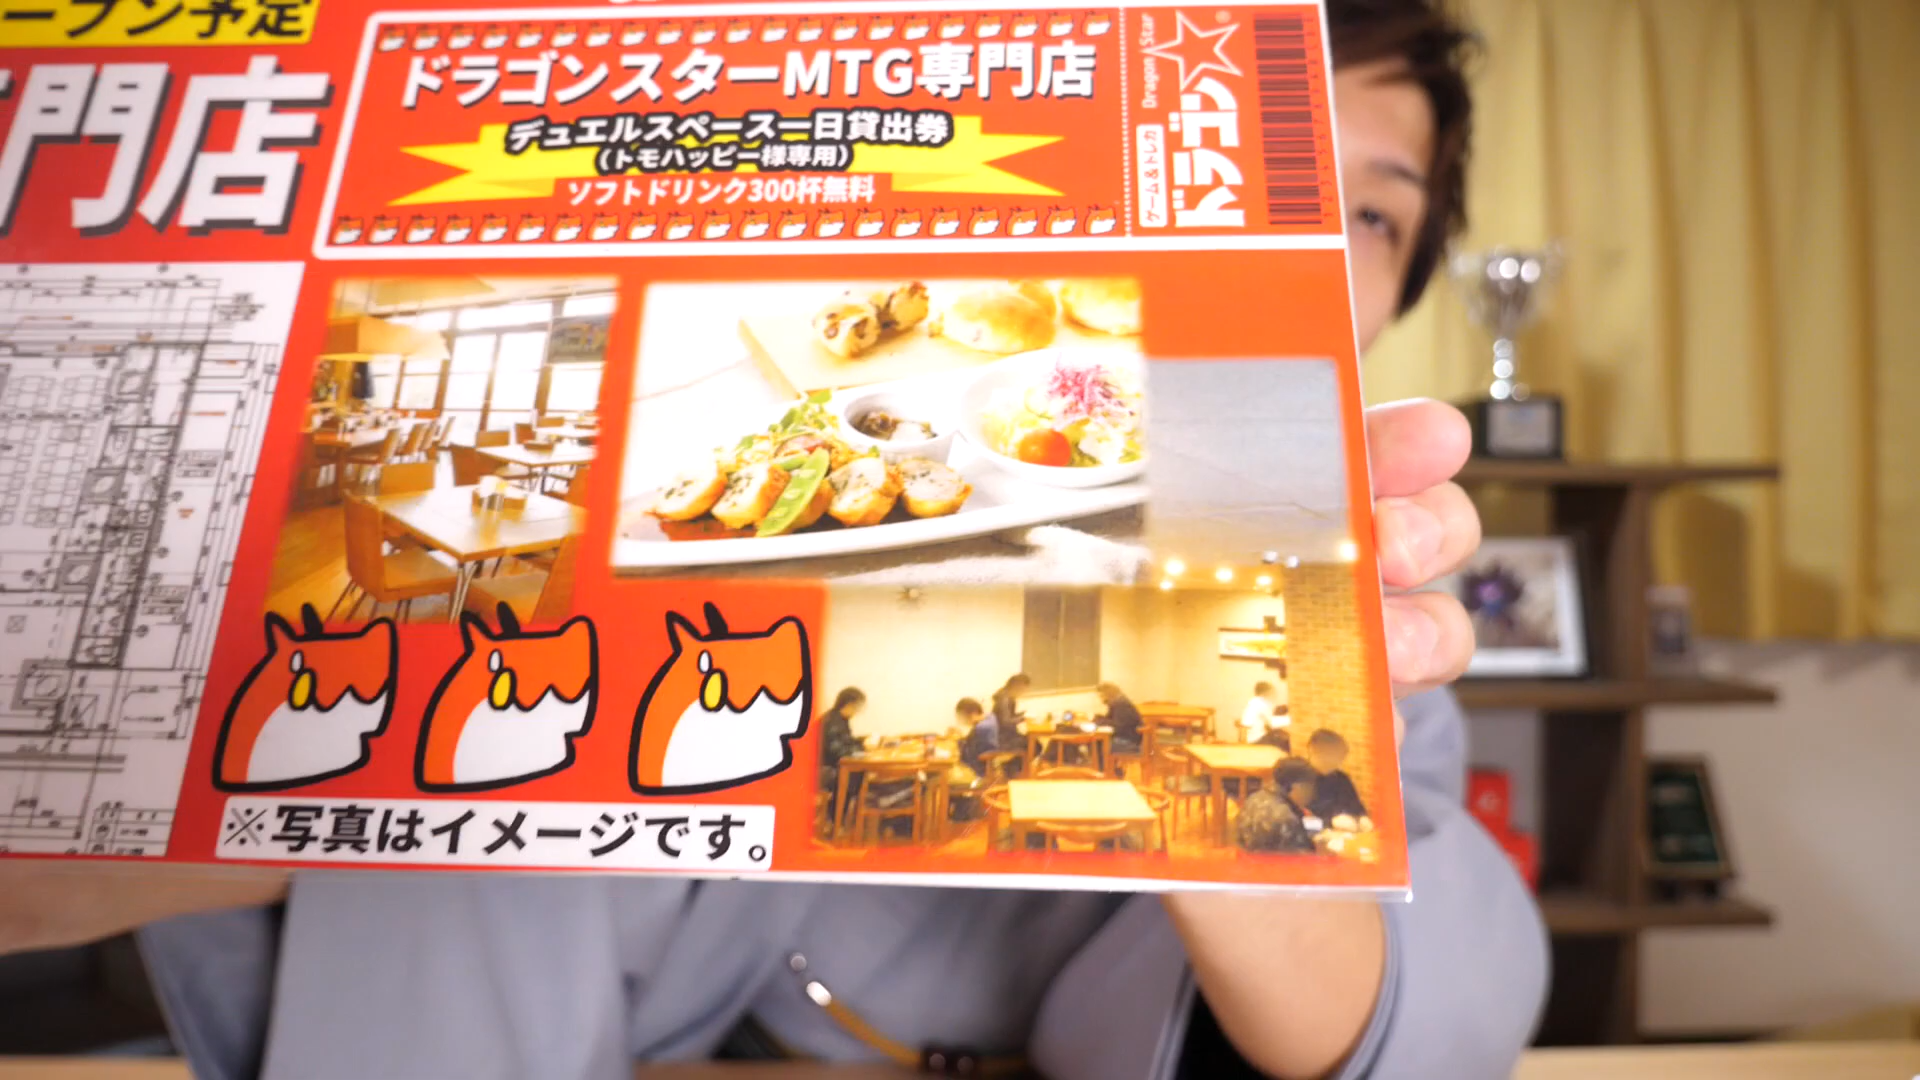 ープン予定
門店
ドラゴンスターMTG専門店
デュエルスペース一日貸出券
（トモハッピー様専用）
ソフトドリンク300杯無料
Dragon Star
ゲーム&トレカ
ドラゴン
※写真はイメージです。